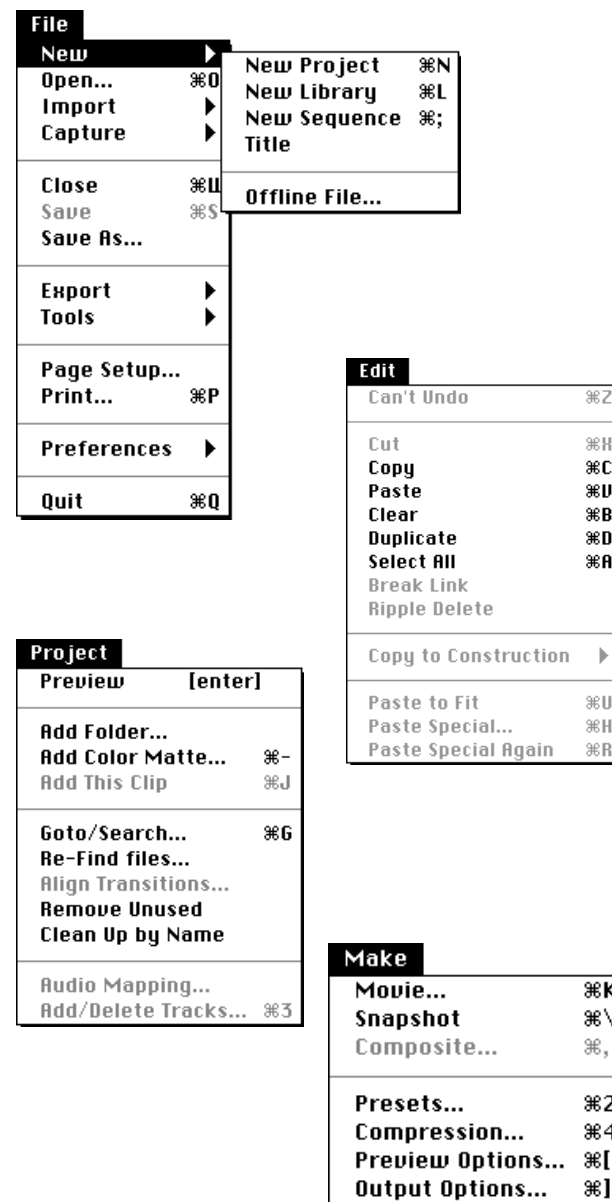 File
New
Open... ⌘O
Import
Capture
Close ⌘W
Save ⌘S
Save As...
Export
Tools
Page Setup...
Print... ⌘P
Preferences
Quit ⌘Q
New Project ⌘N
New Library ⌘L
New Sequence ⌘;
Title
Offline File...
Edit
Can't Undo ⌘Z
Cut ⌘X
Copy ⌘C
Paste ⌘V
Clear ⌘B
Duplicate ⌘D
Select All ⌘A
Break Link
Ripple Delete
Copy to Construction
Paste to Fit ⌘U
Paste Special... ⌘H
Paste Special Again ⌘R
Project
Preview [enter]
Add Folder...
Add Color Matte... ⌘-
Add This Clip ⌘J
Goto/Search... ⌘G
Re-Find files...
Align Transitions...
Remove Unused
Clean Up by Name
Audio Mapping...
Add/Delete Tracks... ⌘3
Make
Movie... ⌘K
Snapshot ⌘\
Composite... ⌘,
Presets... ⌘2
Compression... ⌘4
Preview Options... ⌘[
Output Options... ⌘]